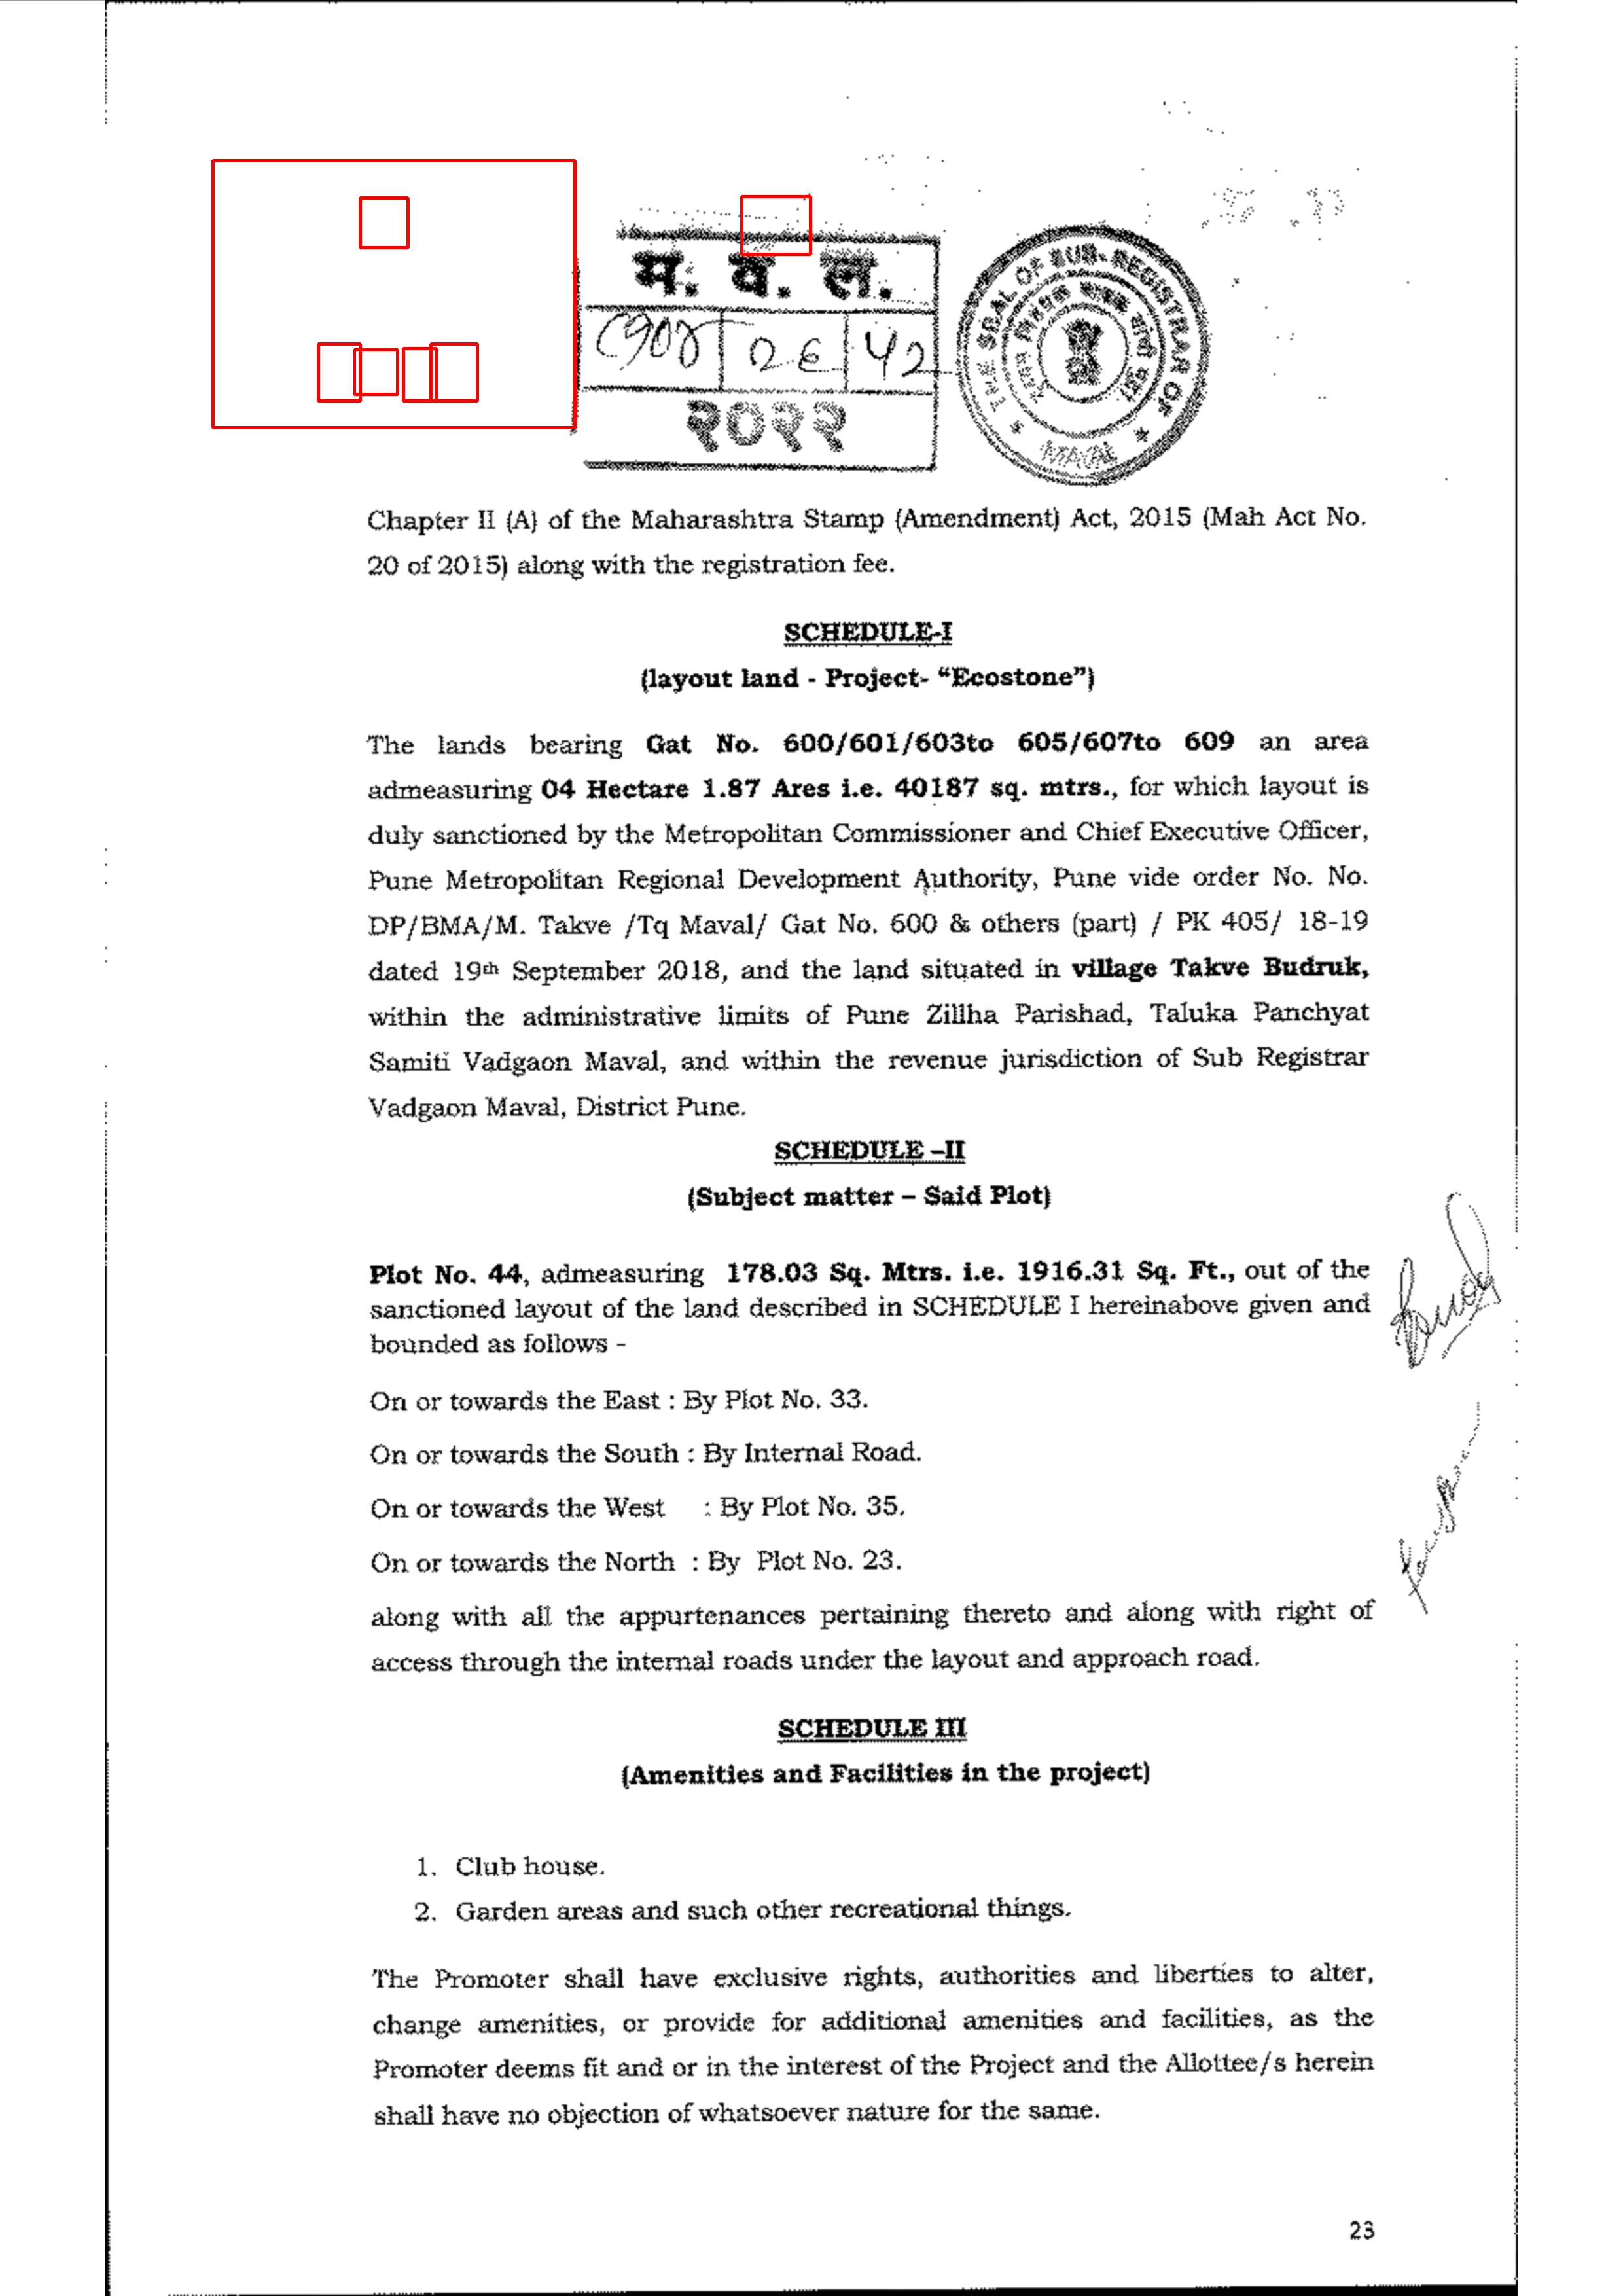 म. व. ल.
२६ ५२
२०२२
THE SEAL OF SUB-REGISTRAR OF
MAVAL
Chapter II (A) of the Maharashtra Stamp (Amendment) Act, 2015 (Mah Act No.
20 of 2015) along with the registration fee.
SCHEDULE-I
(layout land - Project- “Ecostone”)
The lands bearing Gat No. 600/601/603to 605/607to 609 an area
admeasuring 04 Hectare 1.87 Ares i.e. 40187 sq. mtrs., for which layout is
duly sanctioned by the Metropolitan Commissioner and Chief Executive Officer,
Pune Metropolitan Regional Development Authority, Pune vide order No. No.
DP/BMA/M. Takve /Tq Maval/ Gat No. 600 & others (part) / PK 405/ 18-19
dated 19th September 2018, and the land situated in village Takve Budruk,
within the administrative limits of Pune Zillha Parishad, Taluka Panchyat
Samiti Vadgaon Maval, and within the revenue jurisdiction of Sub Registrar
Vadgaon Maval, District Pune.
SCHEDULE –II
(Subject matter – Said Plot)
Plot No. 44, admeasuring 178.03 Sq. Mtrs. i.e. 1916.31 Sq. Ft., out of the
sanctioned layout of the land described in SCHEDULE I hereinabove given and
bounded as follows -
On or towards the East : By Plot No. 33.
On or towards the South : By Internal Road.
On or towards the West : By Plot No. 35.
On or towards the North : By Plot No. 23.
along with all the appurtenances pertaining thereto and along with right of
access through the internal roads under the layout and approach road.
SCHEDULE III
(Amenities and Facilities in the project)
1. Club house.
2. Garden areas and such other recreational things.
The Promoter shall have exclusive rights, authorities and liberties to alter,
change amenities, or provide for additional amenities and facilities, as the
Promoter deems fit and or in the interest of the Project and the Allottee/s herein
shall have no objection of whatsoever nature for the same.
23